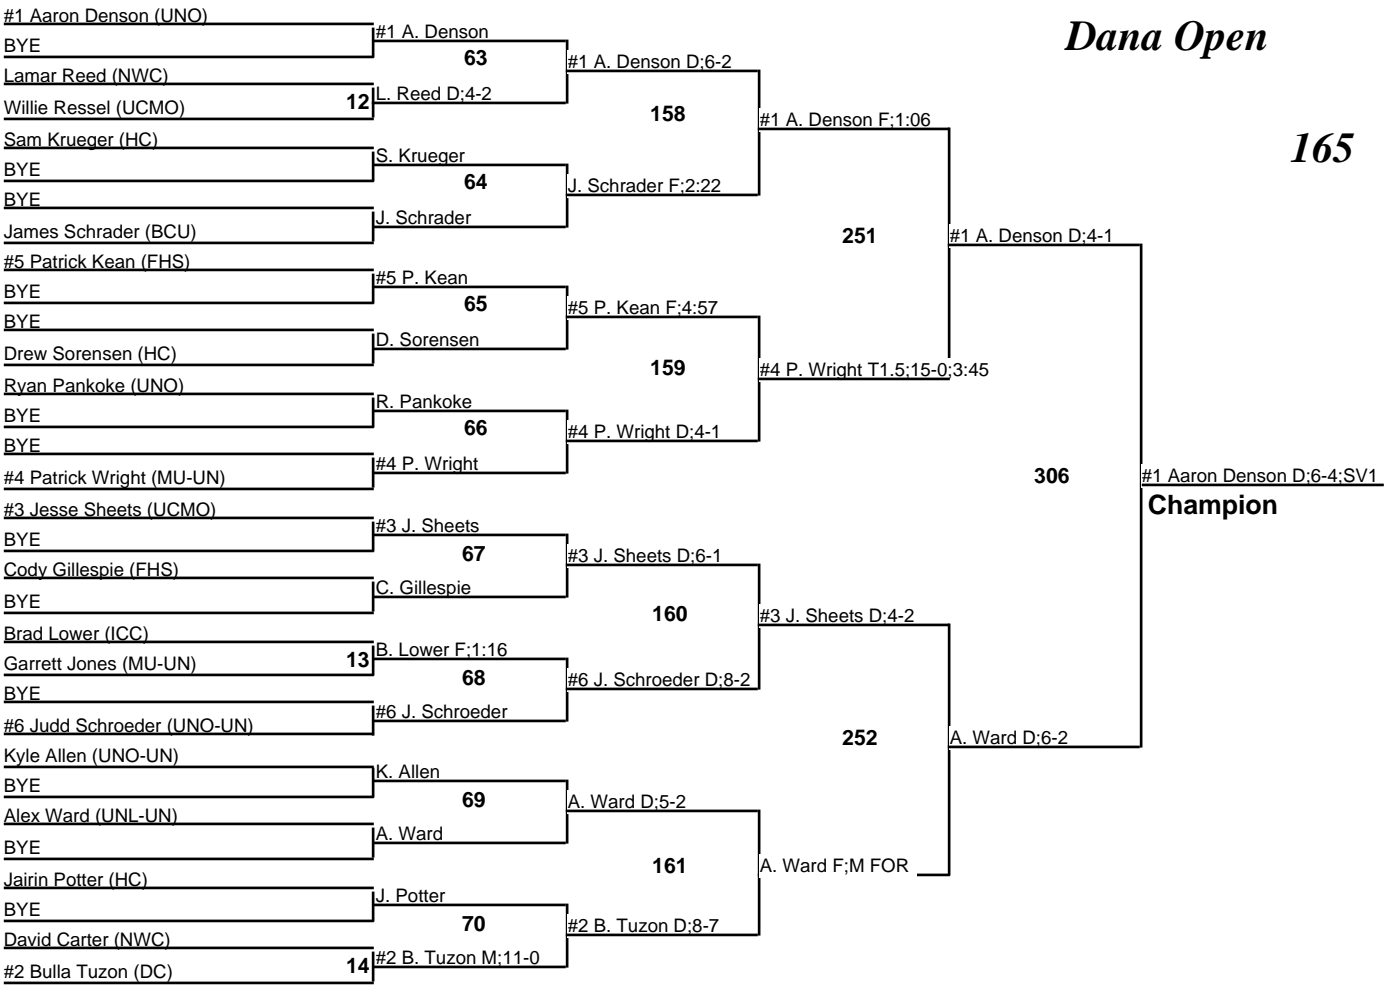 Dana Open
165
#1 Aaron Denson (UNO)
BYE
Lamar Reed (NWC)
Willie Ressel (UCMO)
Sam Krueger (HC)
BYE
BYE
James Schrader (BCU)
#5 Patrick Kean (FHS)
BYE
BYE
Drew Sorensen (HC)
Ryan Pankoke (UNO)
BYE
BYE
#4 Patrick Wright (MU-UN)
#3 Jesse Sheets (UCMO)
BYE
Cody Gillespie (FHS)
BYE
Brad Lower (ICC)
Garrett Jones (MU-UN)
BYE
#6 Judd Schroeder (UNO-UN)
Kyle Allen (UNO-UN)
BYE
Alex Ward (UNL-UN)
BYE
Jairin Potter (HC)
BYE
David Carter (NWC)
#2 Bulla Tuzon (DC)
12
13
14
#1 A. Denson
63
L. Reed D;4-2
S. Krueger
64
J. Schrader
#5 P. Kean
65
D. Sorensen
R. Pankoke
66
#4 P. Wright
#3 J. Sheets
67
C. Gillespie
B. Lower F;1:16
68
#6 J. Schroeder
K. Allen
69
A. Ward
J. Potter
70
#2 B. Tuzon M;11-0
#1 A. Denson D;6-2
158
J. Schrader F;2:22
#5 P. Kean F;4:57
159
#4 P. Wright D;4-1
#3 J. Sheets D;6-1
160
#6 J. Schroeder D;8-2
A. Ward D;5-2
161
#2 B. Tuzon D;8-7
#1 A. Denson F;1:06
251
#4 P. Wright T1.5;15-0;3:45
#3 J. Sheets D;4-2
252
A. Ward F;M FOR
#1 A. Denson D;4-1
306
A. Ward D;6-2
#1 Aaron Denson D;6-4;SV1
Champion